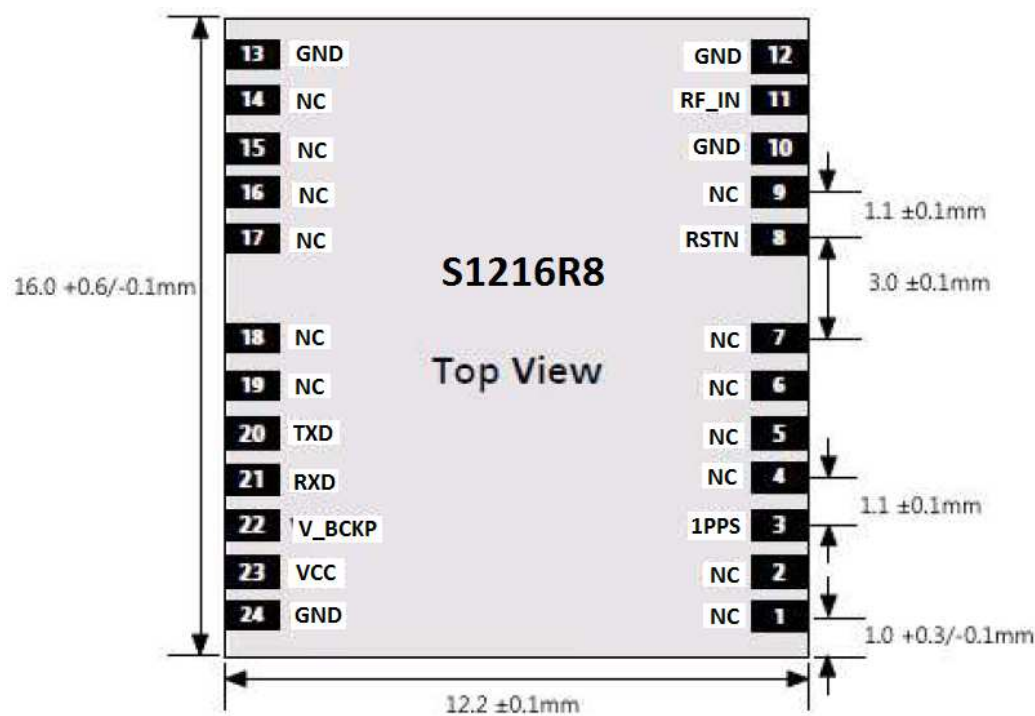 13 GND GND 12
14 NC RF_IN 11
15 NC GND 10
16 NC NC 9
1.1 ±0.1mm
17 NC RSTN 8
S1216R8
16.0 +0.6/-0.1mm
3.0 ±0.1mm
18 NC NC 7
Top View
19 NC NC 6
20 TXD NC 5
21 RXD NC 4
1.1 ±0.1mm
22 V_BCKP 1PPS 3
23 VCC NC 2
24 GND NC 1
1.0 +0.3/-0.1mm
12.2 ±0.1mm